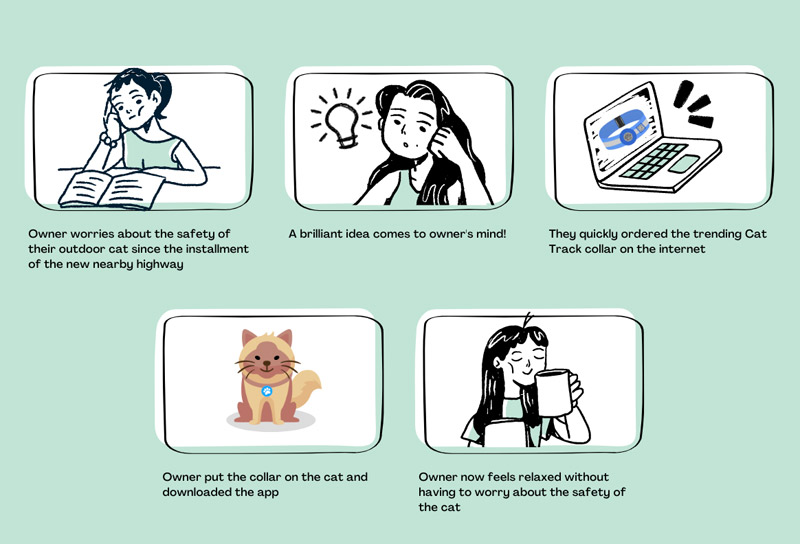 Owner worries about the safety of
their outdoor cat since the installment
of the new nearby highway
A brilliant idea comes to owner's mind!
They quickly ordered the trending Cat
Track collar on the internet
Owner put the collar on the cat and
downloaded the app
Owner now feels relaxed without
having to worry about the safety of
the cat